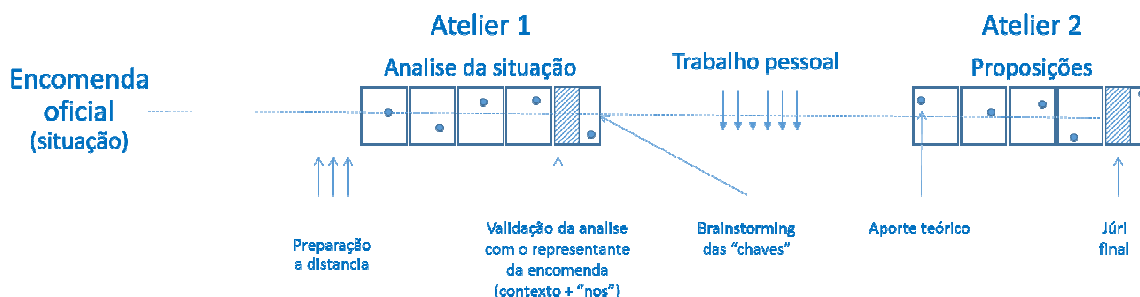 Encomenda
oficial
(situação)
Atelier 1
Analise da situação
Trabalho pessoal
Atelier 2
Proposições
Preparação
a distancia
Validação da analise
com o representante
da encomenda
(contexto + “nos”)
Brainstorming
das “chaves”
Aporte teórico
Júri
final